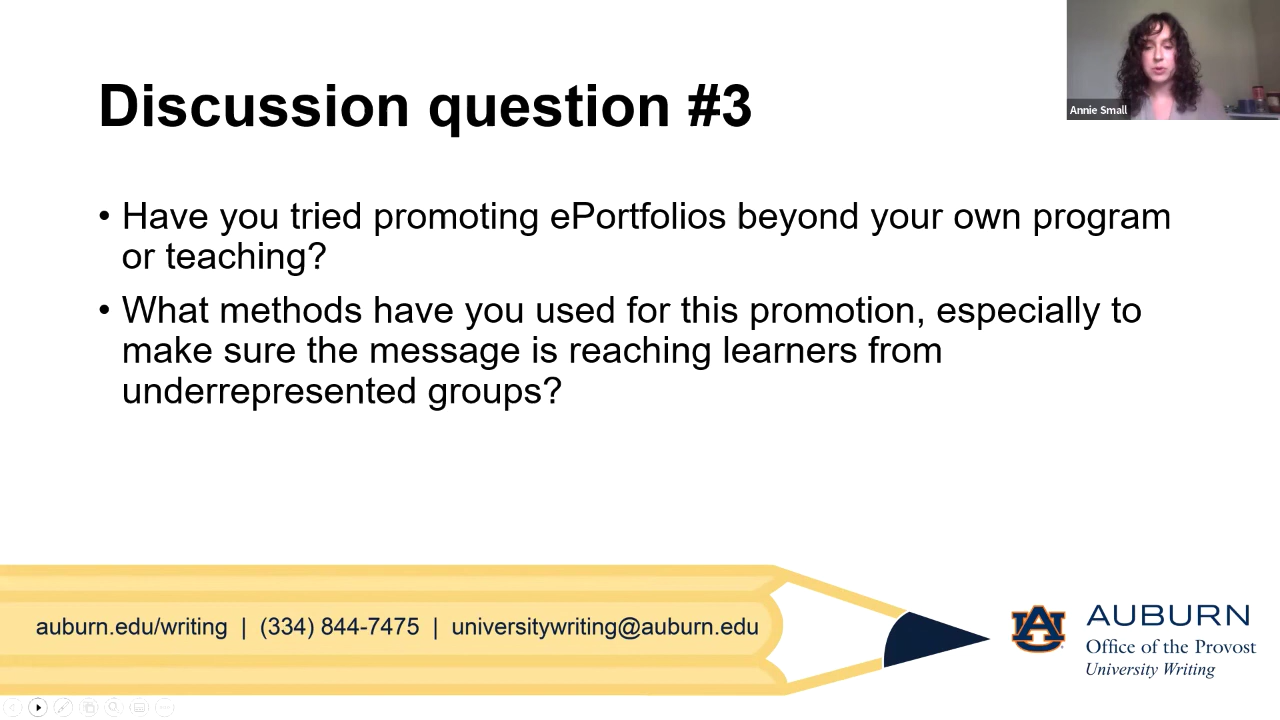 Discussion question #3
Annie Small
• Have you tried promoting ePortfolios beyond your own program
or teaching?
• What methods have you used for this promotion, especially to
make sure the message is reaching learners from
underrepresented groups?
auburn.edu/writing | (334) 844-7475 | universitywriting@auburn.edu
AU
AUBURN
Office of the Provost
University Writing